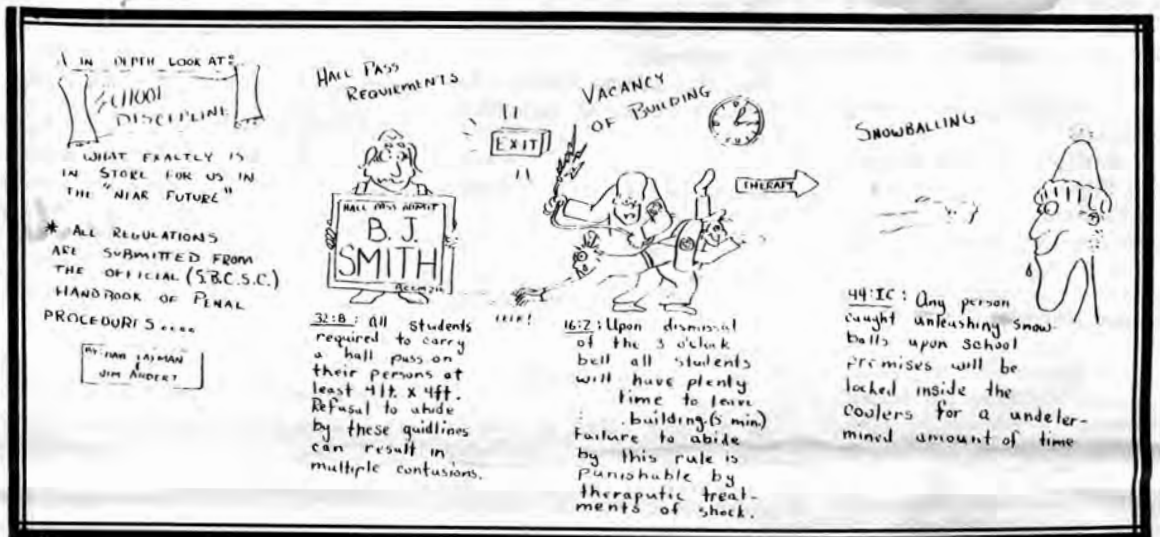 IN DEPTH LOOK AT:
SCHOOL
DISCIPLINE
WHAT EXACTLY IS
IN STORE FOR US IN
THE "NEAR FUTURE"
* ALL REGULATIONS
ARE SUBMITTED FROM
THE OFFICIAL (S.B.C.S.C.)
HANDBOOK OF PENAL
PROCEDURES....
BY: DAN LAYMAN
JIM ANDERT
HALL PASS
REQUIREMENTS
HALL PASS ADMIT
B.J.
SMITH
32:B: All students
required to carry
a hall pass on
their persons at
least 4ft. x 4ft.
Refusal to abide
by these guidlines
can result in
multiple contusions.
VACANCY
OF BUILDING
EXIT
THERAPY
16:Z: Upon dismissal
of the 3 o'clock
bell all students
will have plenty
time to leave
building.(5 min.)
Failure to abide
by this rule is
punishable by
theraputic treat-
ments of shock.
SNOWBALLING
44:IC: Any person
caught unleashing snow
balls upon school
premises will be
locked inside the
coolers for a undeter-
mined amount of time